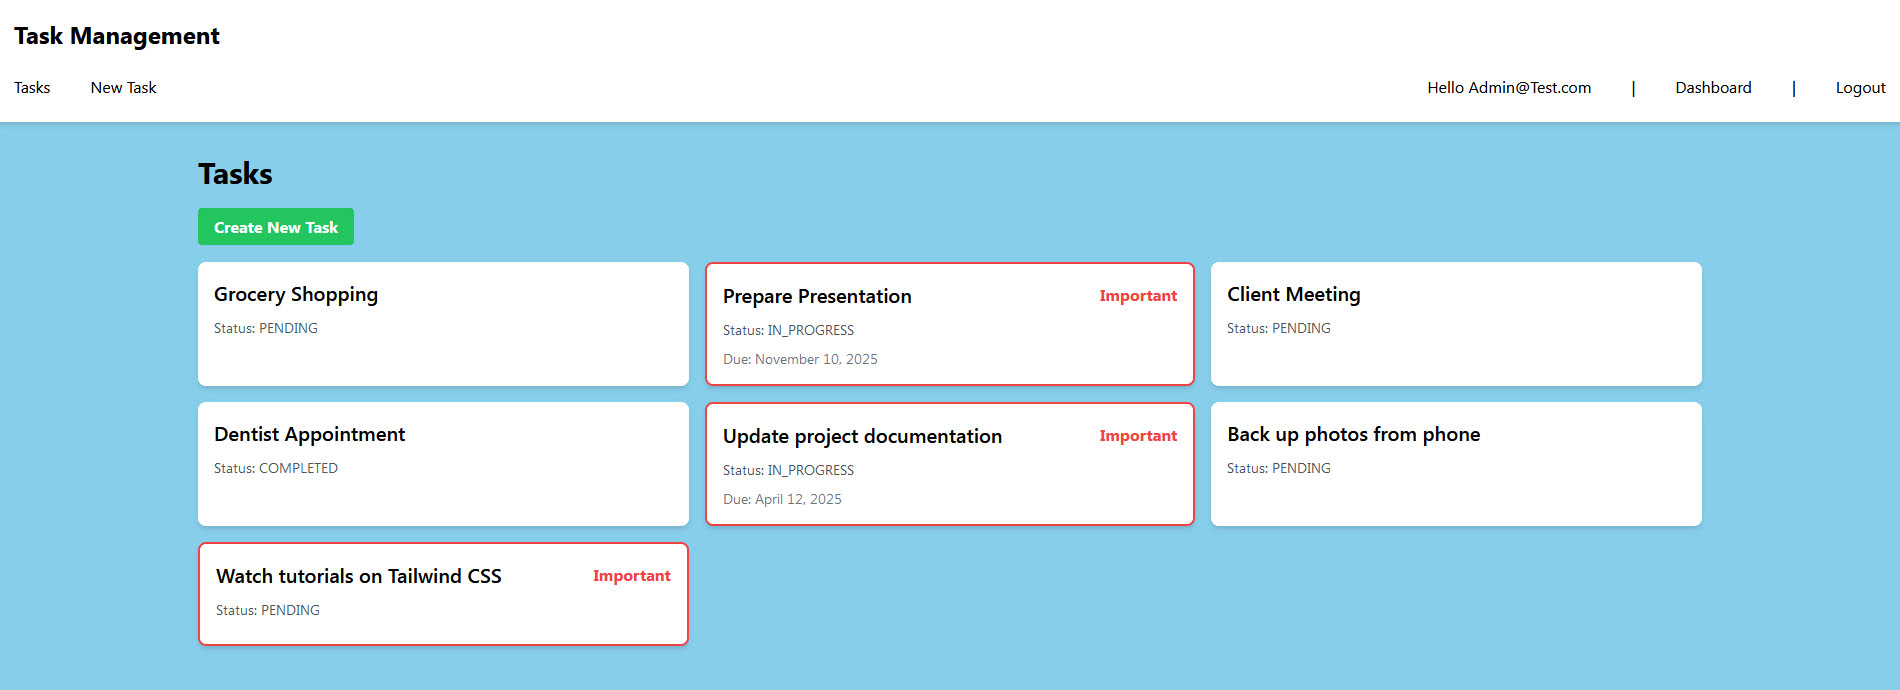 Task Management
Tasks New Task Hello Admin@Test.com | Dashboard | Logout
Tasks
Create New Task
Grocery Shopping
Status: PENDING
Prepare Presentation Important
Status: IN_PROGRESS
Due: November 10, 2025
Client Meeting
Status: PENDING
Dentist Appointment
Status: COMPLETED
Update project documentation Important
Status: IN_PROGRESS
Due: April 12, 2025
Back up photos from phone
Status: PENDING
Watch tutorials on Tailwind CSS Important
Status: PENDING